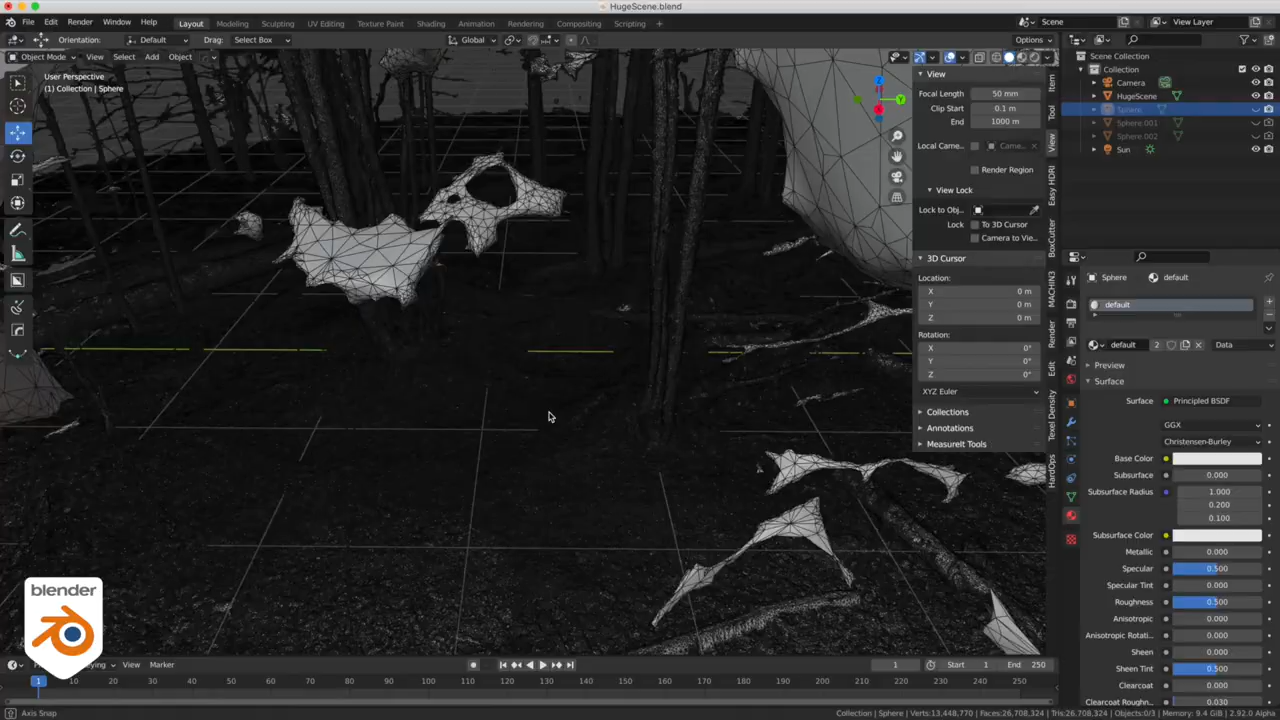 HugeScene.blend
File Edit Render Window Help Layout Modeling Sculpting UV Editing Texture Paint Shading Animation Rendering Compositing Scripting + Scene View Layer
Orientation: Default Drag: Select Box Global Options
Object Mode View Select Add Object
User Perspective
(1) Collection | Sphere
View
Focal Length 50 mm
Clip Start 0.1 m
End 1000 m
Local Came... Came...
Render Region
View Lock
Lock to Obj...
Lock To 3D Cursor
Camera to Vie...
3D Cursor
Location:
X 0 m
Y 0 m
Z 0 m
Rotation:
X 0°
Y 0°
Z 0°
XYZ Euler
Collections
Annotations
MeasureIt Tools
Item
Tool
View
Easy HDRI
BoxCutter
MACHIN3
Render
Edit
Texel Density
HardOps
Scene Collection
Collection
Camera
HugeScene
Sphere
Sphere.001
Sphere.002
Sun
Sphere default
default
default 2 Data
Preview
Surface
Surface Principled BSDF
GGX
Christensen-Burley
Base Color
Subsurface 0.000
Subsurface Radius 1.000
0.200
0.100
Subsurface Color
Metallic 0.000
Specular 0.500
Specular Tint 0.000
Roughness 0.500
Anisotropic 0.000
Anisotropic Rotati... 0.000
Sheen 0.000
Sheen Tint 0.500
Clearcoat 0.000
Clearcoat Roughn... 0.030
blender
View Marker 1 Start 1 End 250
1 10 20 30 40 50 60 70 80 90 100 110 120 130 140 150 160 170 180 190 200 210 220 230 240 250
Axis Snap Collection | Sphere | Verts:13,448,770 | Faces:26,708,324 | Tris:26,708,324 | Objects:0/3 | Memory: 9.4 GiB | 2.92.0 Alpha